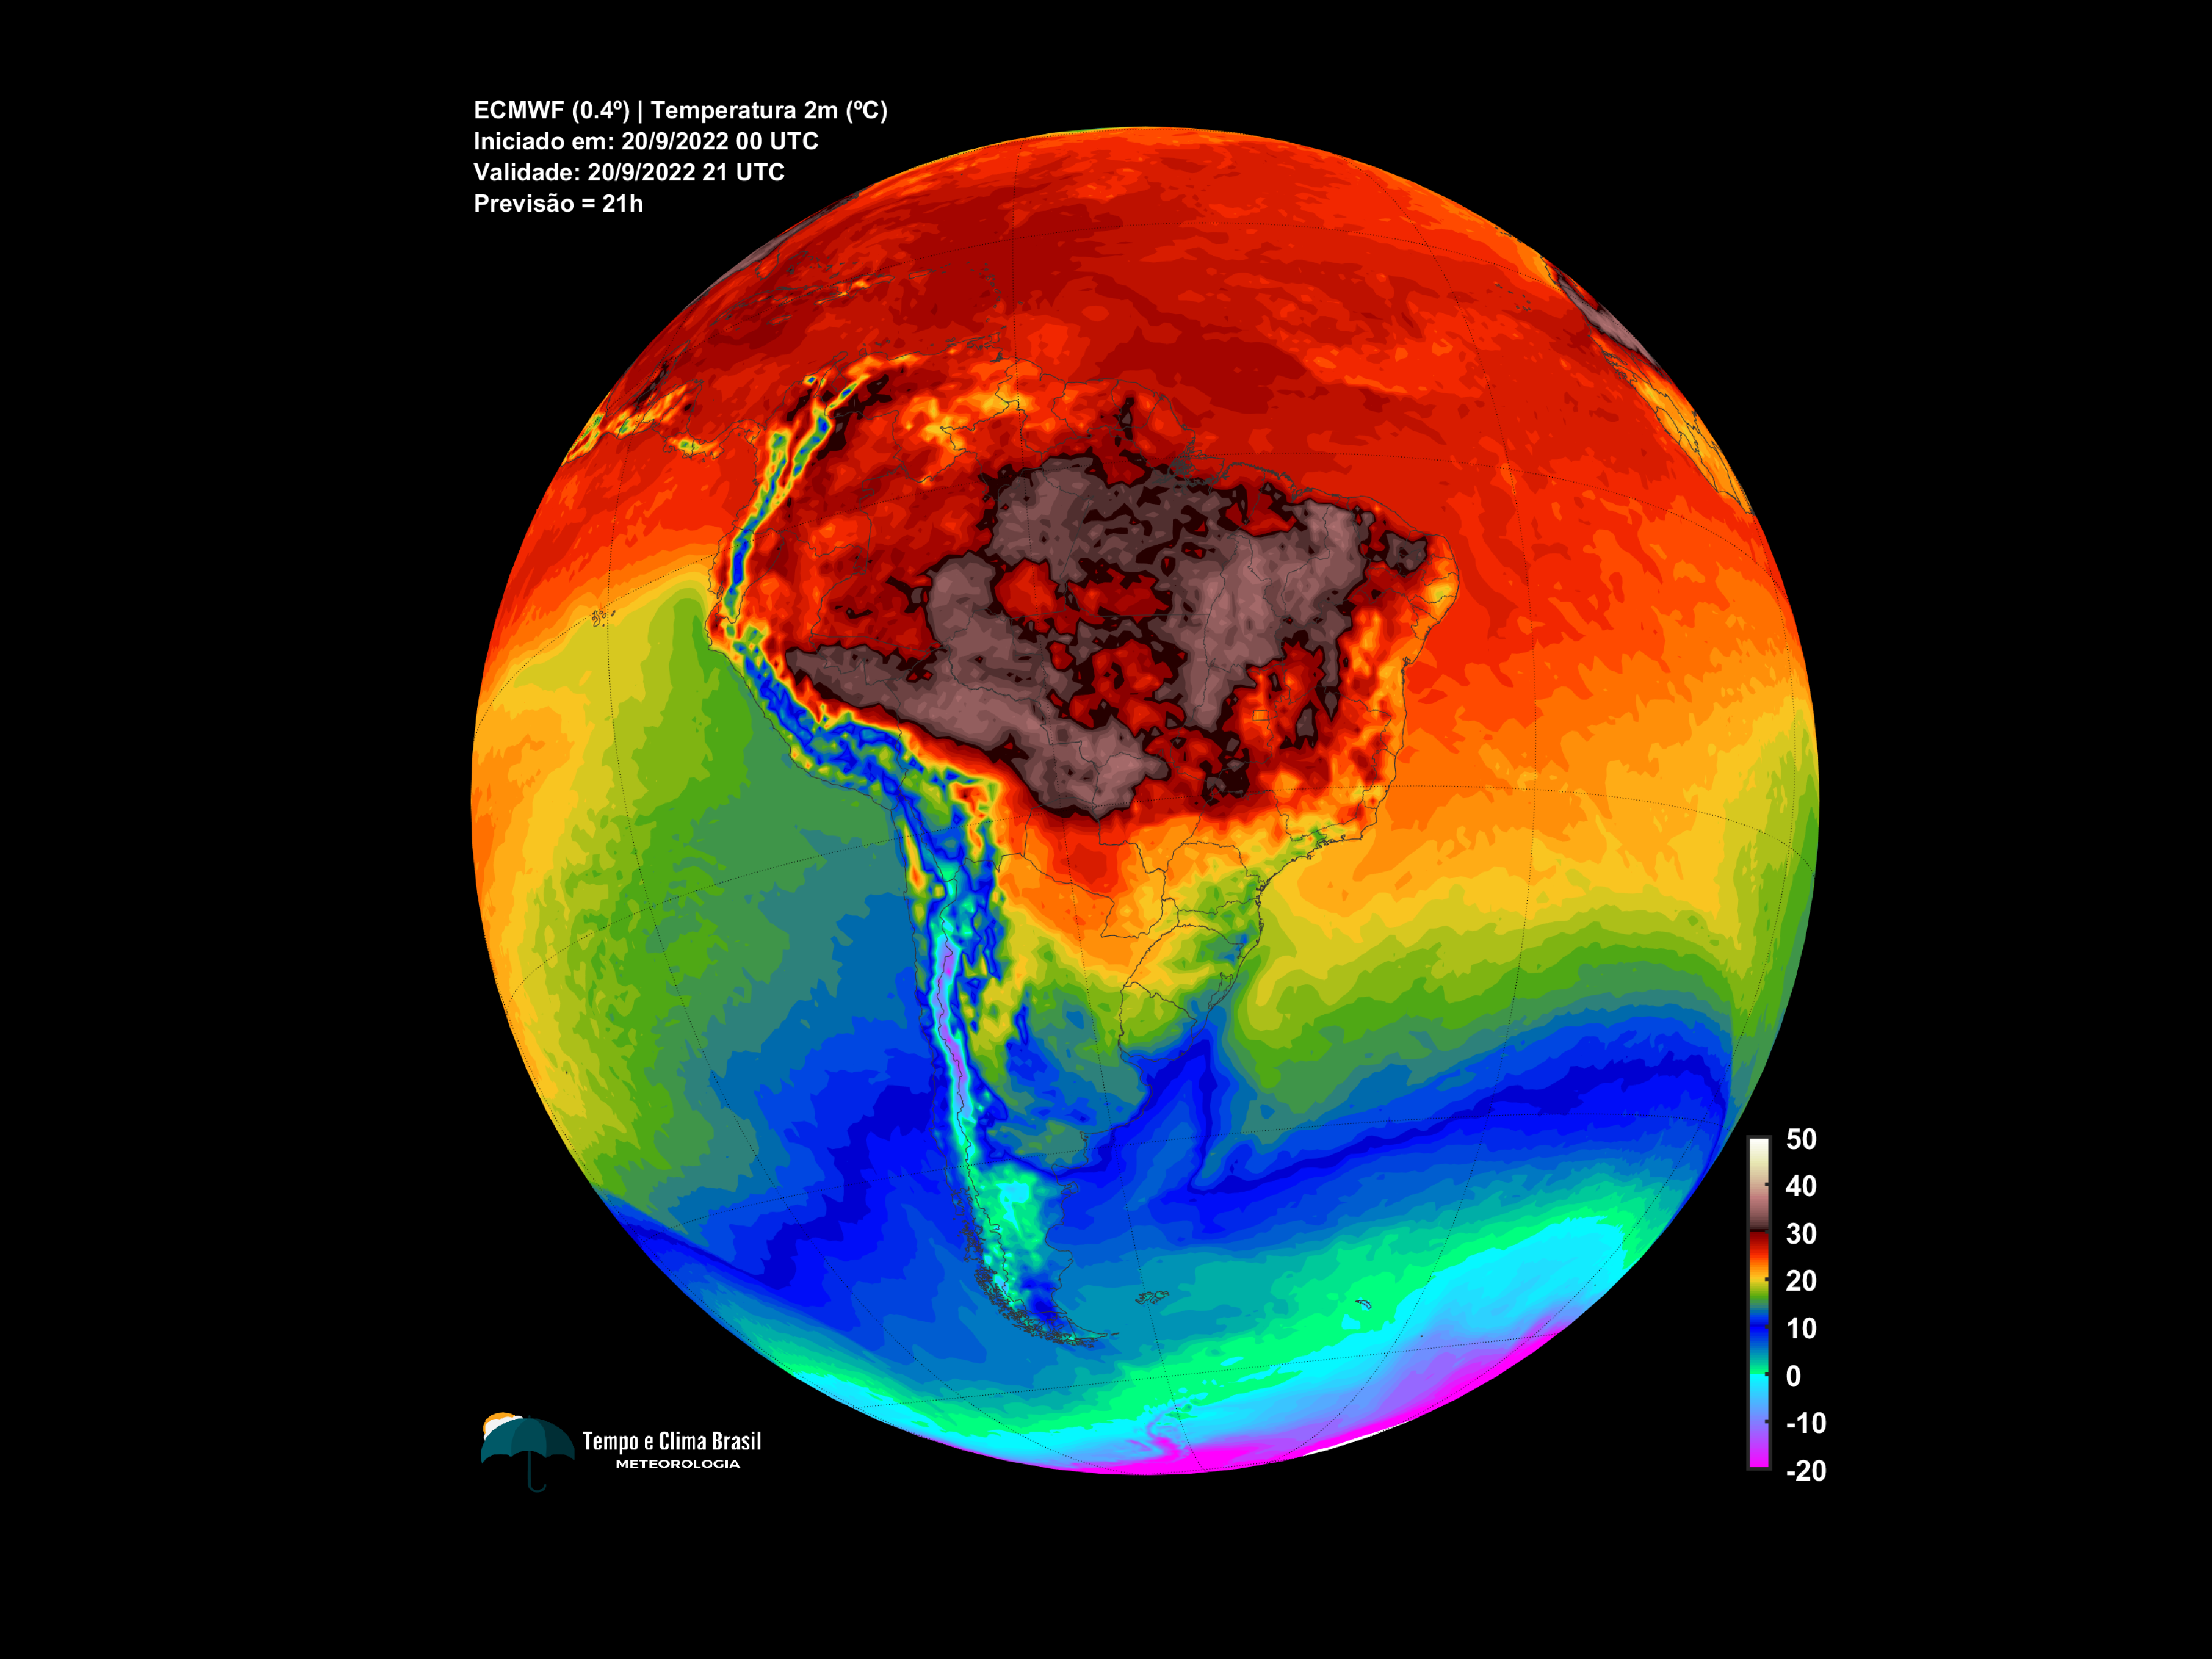 ECMWF (0.4º) | Temperatura 2m (ºC)
Iniciado em: 20/9/2022 00 UTC
Validade: 20/9/2022 21 UTC
Previsão = 21h
50
40
30
20
10
0
-10
-20
Tempo e Clima Brasil
METEOROLOGIA